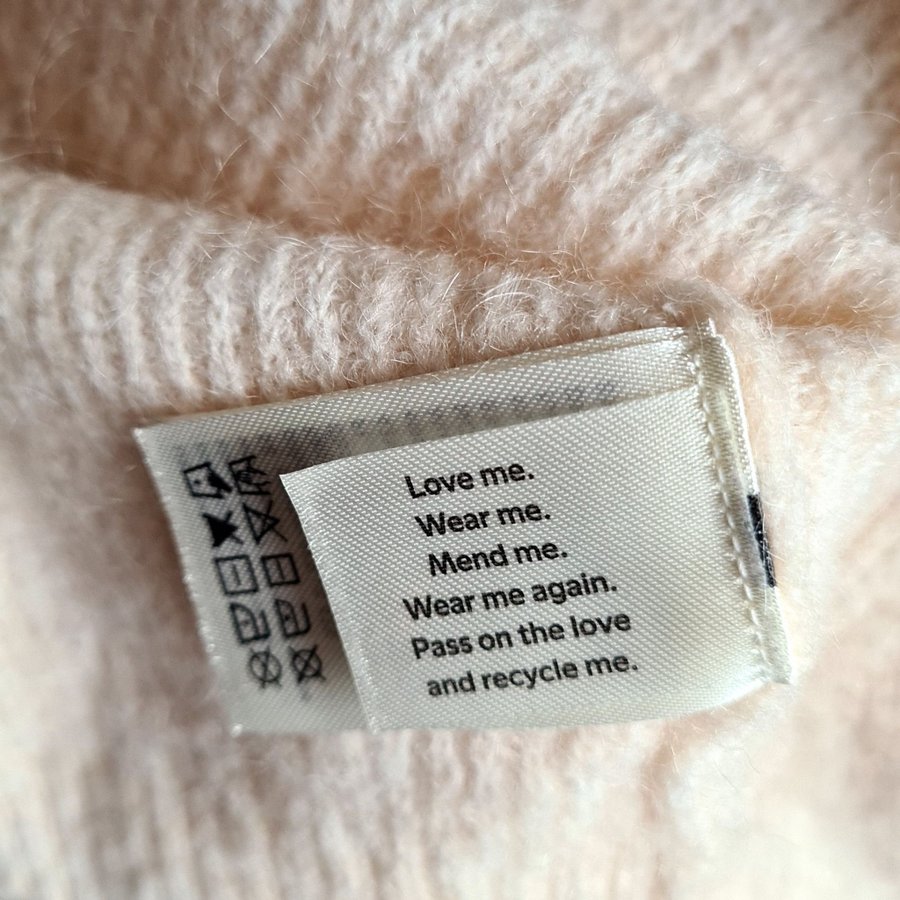 Love me.
Wear me.
Mend me.
Wear me again.
Pass on the love
and recycle me.